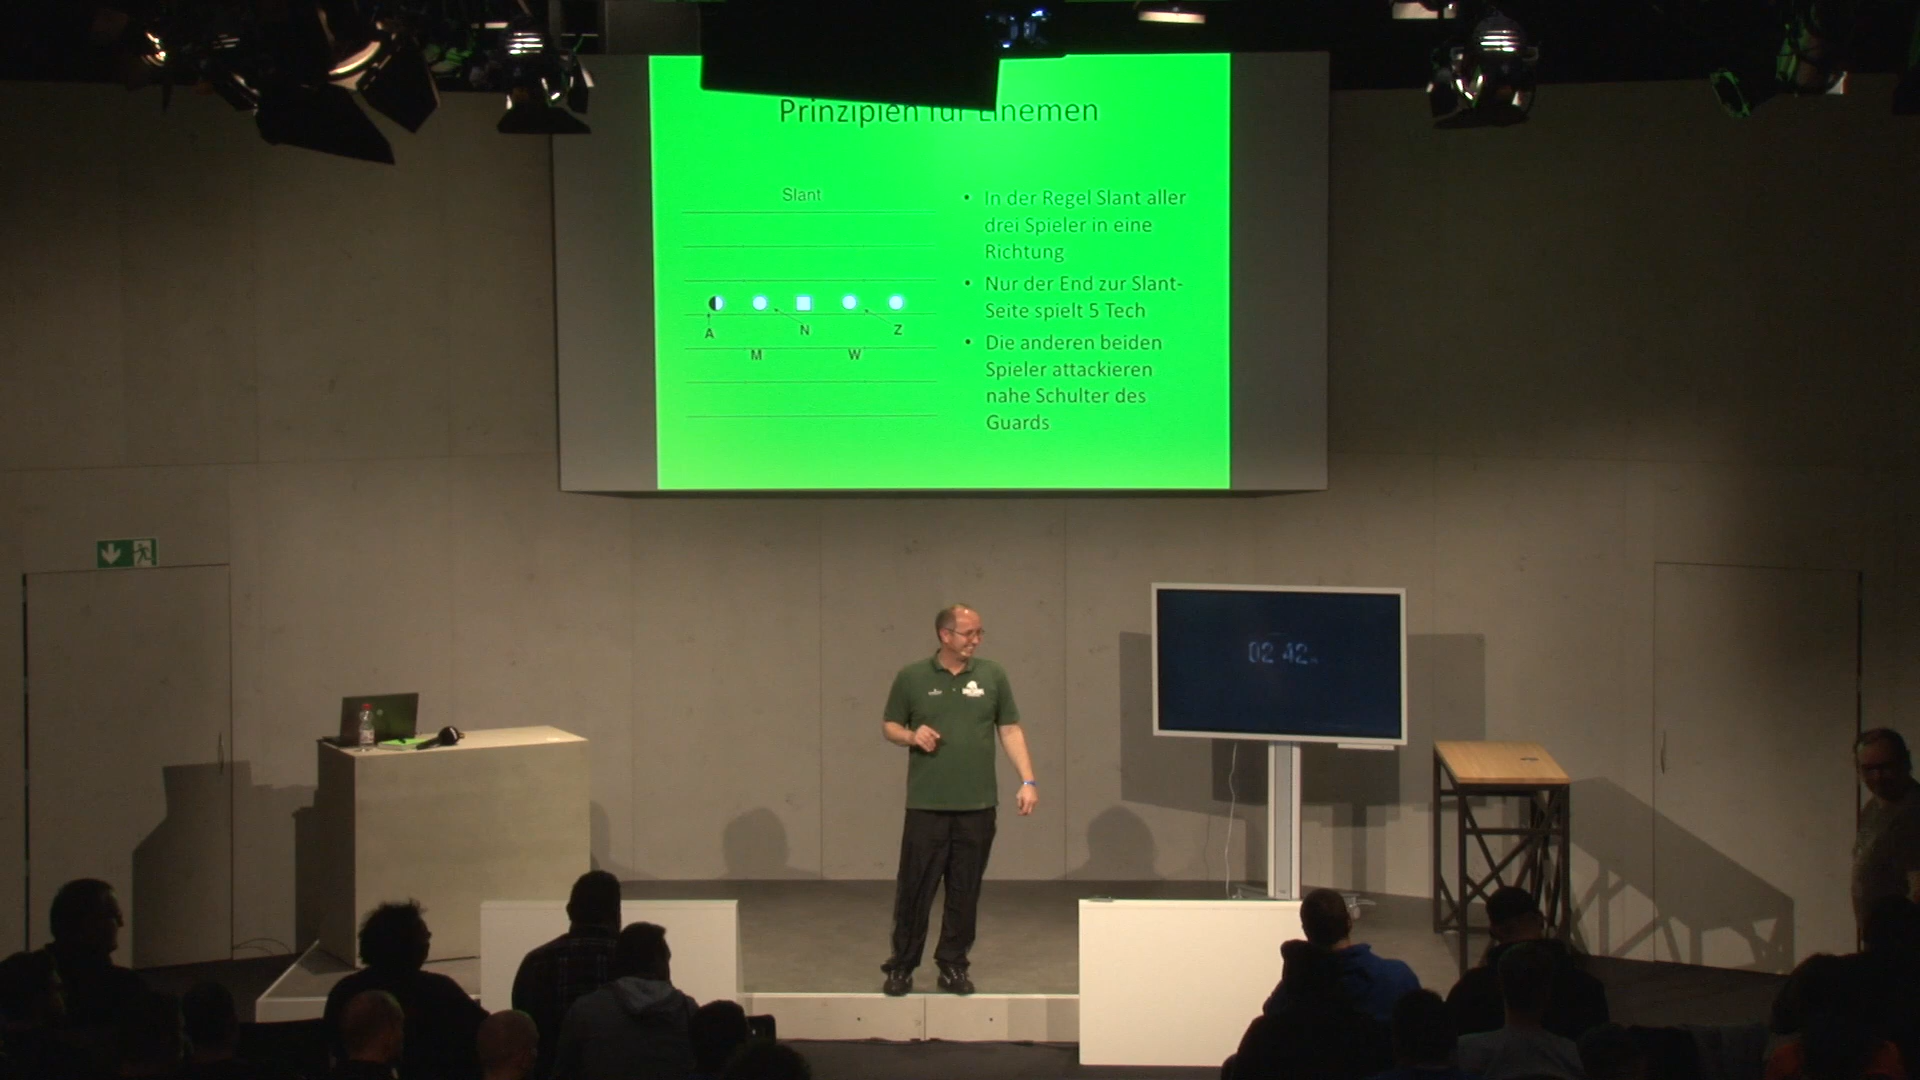 Prinzipien für Linemen
Slant
A N Z
M W
• In der Regel Slant aller
drei Spieler in eine
Richtung
• Nur der End zur Slant-
Seite spielt 5 Tech
• Die anderen beiden
Spieler attackieren
nahe Schulter des
Guards
02 42